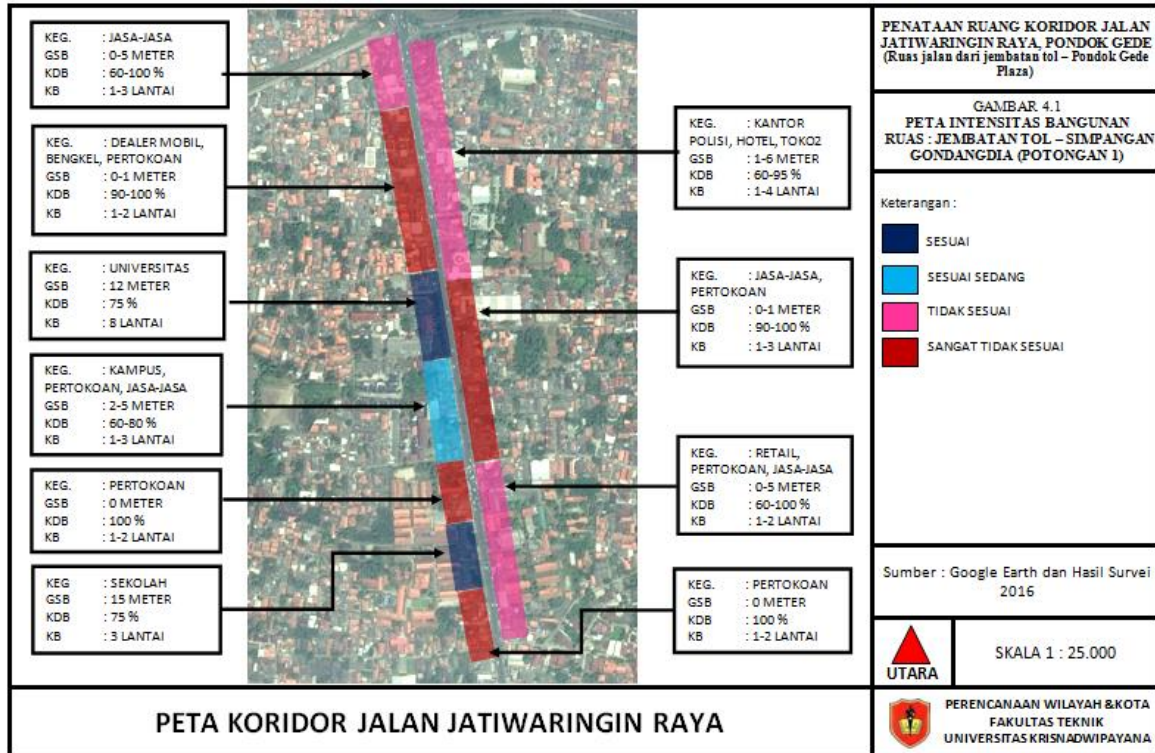 KEG. : JASA-JASA
GSB : 0-5 METER
KDB : 60-100 %
KB : 1-3 LANTAI
KEG. : DEALER MOBIL,
BENGKEL, PERTOKOAN
GSB : 0-1 METER
KDB : 90-100 %
KB : 1-2 LANTAI
KEG. : UNIVERSITAS
GSB : 12 METER
KDB : 75 %
KB : 8 LANTAI
KEG. : KAMPUS,
PERTOKOAN, JASA-JASA
GSB : 2-5 METER
KDB : 60-80 %
KB : 1-3 LANTAI
KEG. : PERTOKOAN
GSB : 0 METER
KDB : 100 %
KB : 1-2 LANTAI
KEG : SEKOLAH
GSB : 15 METER
KDB : 75 %
KB : 3 LANTAI
KEG. : KANTOR
POLISI, HOTEL, TOKO2
GSB : 1-6 METER
KDB : 60-95 %
KB : 1-4 LANTAI
KEG. : JASA-JASA,
PERTOKOAN
GSB : 0-1 METER
KDB : 90-100 %
KB : 1-3 LANTAI
KEG. : RETAIL,
PERTOKOAN, JASA-JASA
GSB : 0-5 METER
KDB : 60-100 %
KB : 1-2 LANTAI
KEG. : PERTOKOAN
GSB : 0 METER
KDB : 100 %
KB : 1-2 LANTAI
PENATAAN RUANG KORIDOR JALAN
JATIWARINGIN RAYA, PONDOK GEDE
(Ruas jalan dari jembatan tol – Pondok Gede
Plaza)
GAMBAR 4.1
PETA INTENSITAS BANGUNAN
RUAS : JEMBATAN TOL – SIMPANGAN
GONDANGDIA (POTONGAN 1)
Keterangan :
SESUAI
SESUAI SEDANG
TIDAK SESUAI
SANGAT TIDAK SESUAI
Sumber : Google Earth dan Hasil Survei
2016
UTARA
SKALA 1 : 25.000
PETA KORIDOR JALAN JATIWARINGIN RAYA
PERENCANAAN WILAYAH & KOTA
FAKULTAS TEKNIK
UNIVERSITAS KRISNADWIPAYANA